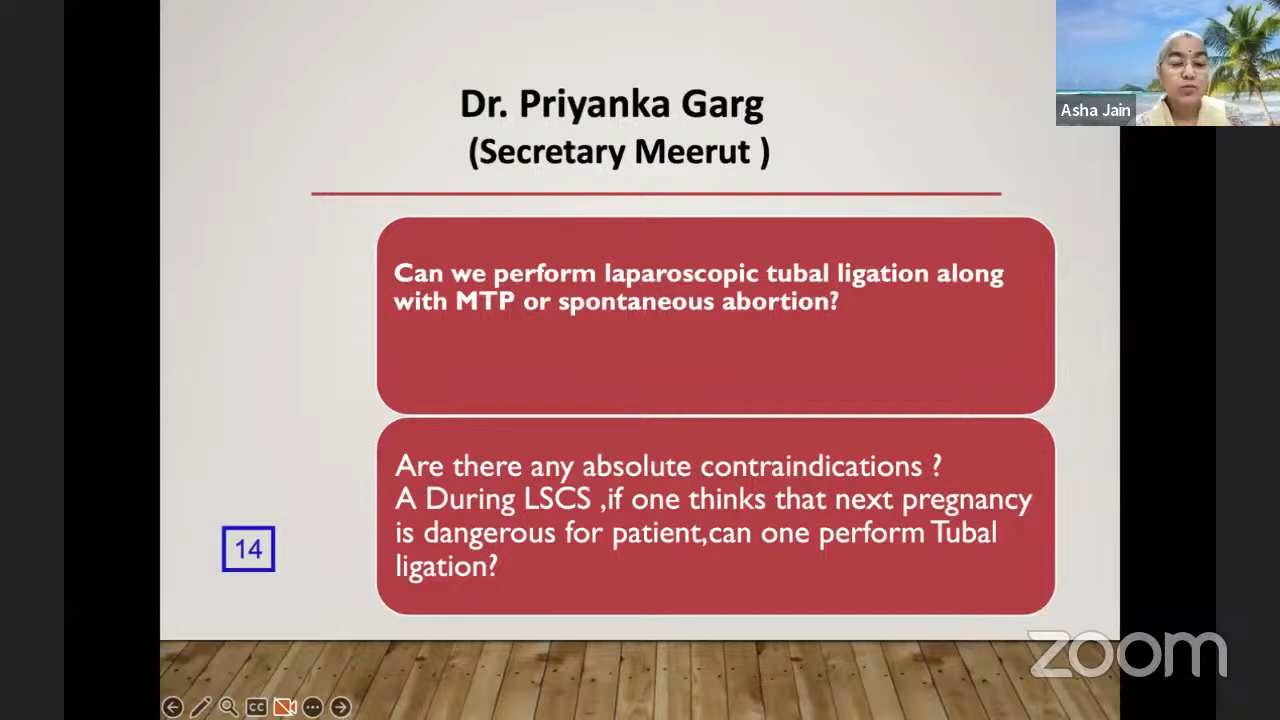 Dr. Priyanka Garg
(Secretary Meerut )
Asha Jain
Can we perform laparoscopic tubal ligation along
with MTP or spontaneous abortion?
Are there any absolute contraindications ?
A During LSCS ,if one thinks that next pregnancy
is dangerous for patient,can one perform Tubal
ligation?
14
zoom
CC